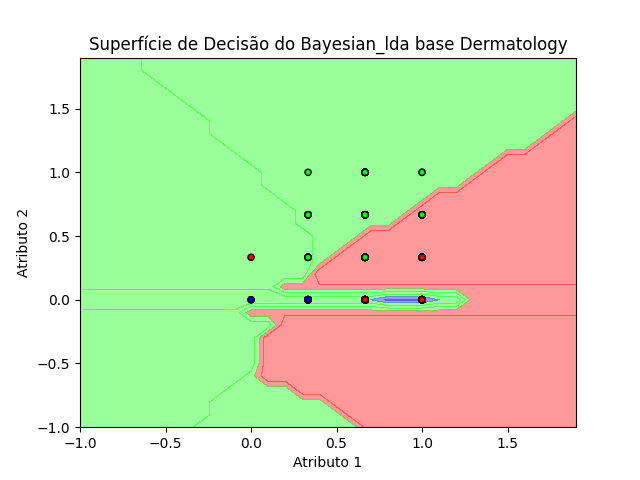 Superfície de Decisão do Bayesian_lda base Dermatology
1.5
1.0
0.5
0.0
−0.5
−1.0
Atributo 2
−1.0 −0.5 0.0 0.5 1.0 1.5
Atributo 1